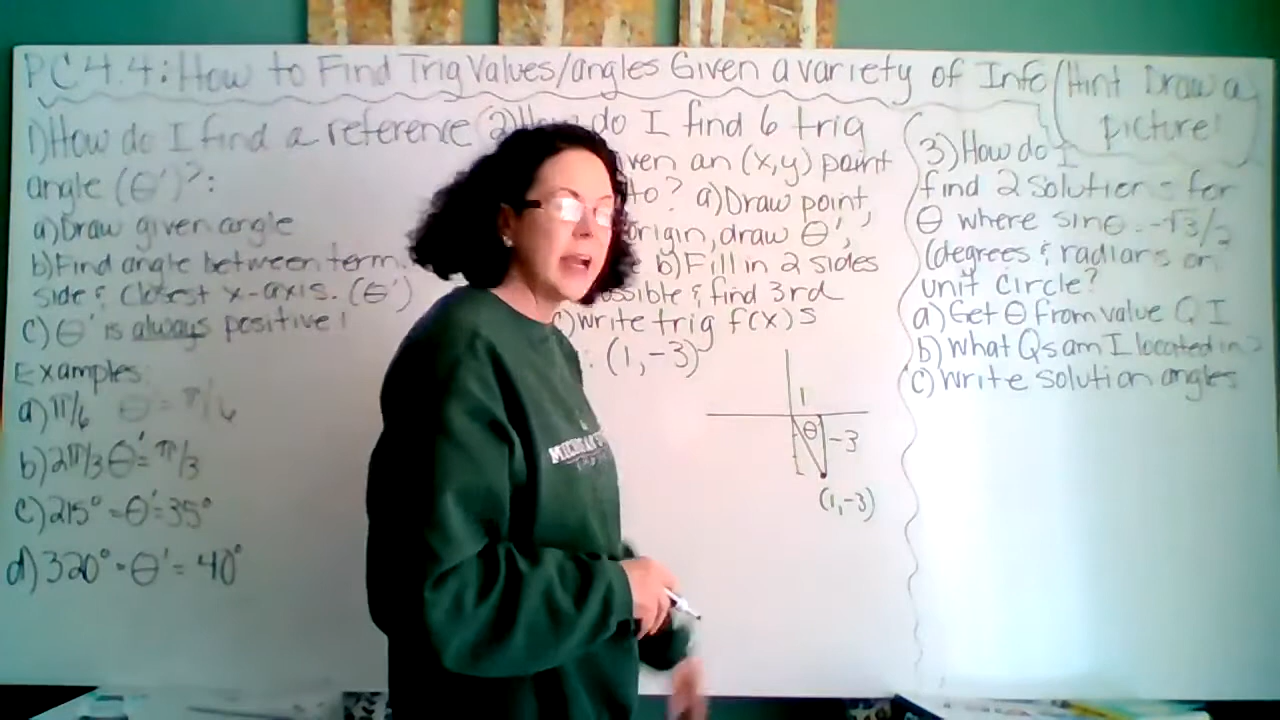 PC 4.4: How to Find Trig Values/angles Given a variety of Info (Hint Draw a picture!
1) How do I find a reference
angle (θ')?:
a) Draw given angle
b) Find angle between term.
side & closest x-axis. (θ')
c) θ' is always positive!
Examples:
a) π/6 θ' = π/6
b) 2π/3 θ' = π/3
c) 215° - θ' = 35°
d) 320° - θ' = 40°
2) How do I find 6 trig
an (x,y) point
to? a) Draw point,
origin, draw θ',
b) Fill in 2 sides
& find 3rd
c) write trig f(x)s
: (1,-3)
1
θ
-3
(1,-3)
MICHIGAN
3) How do I
find 2 solutions for
θ where sinθ = -√3/2
(degrees & radians on
unit circle?
a) Get θ from value Q I
b) What Qs am I located in?
c) Write solution angles